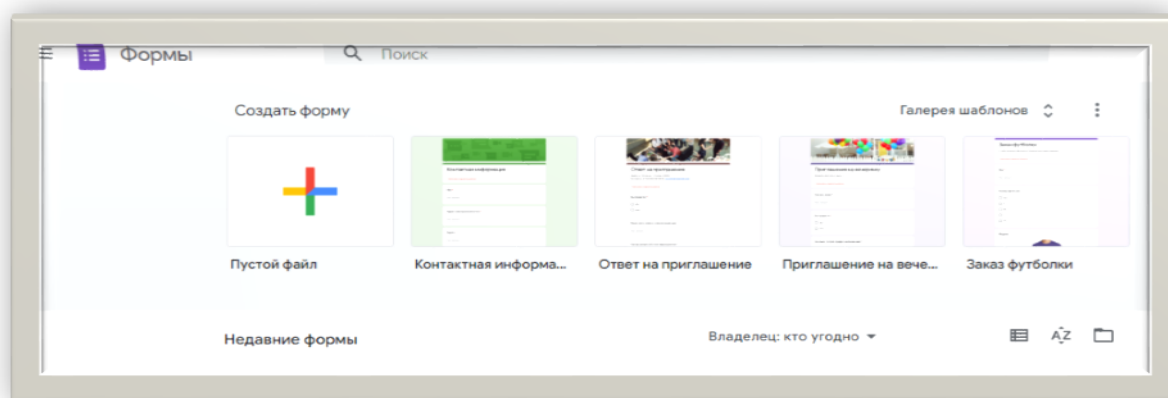 Формы
Поиск
Создать форму
Галерея шаблонов
Пустой файл
Контактная информа...
Ответ на приглашение
Приглашение на вече...
Заказ футболки
Недавние формы
Владелец: кто угодно
AZ